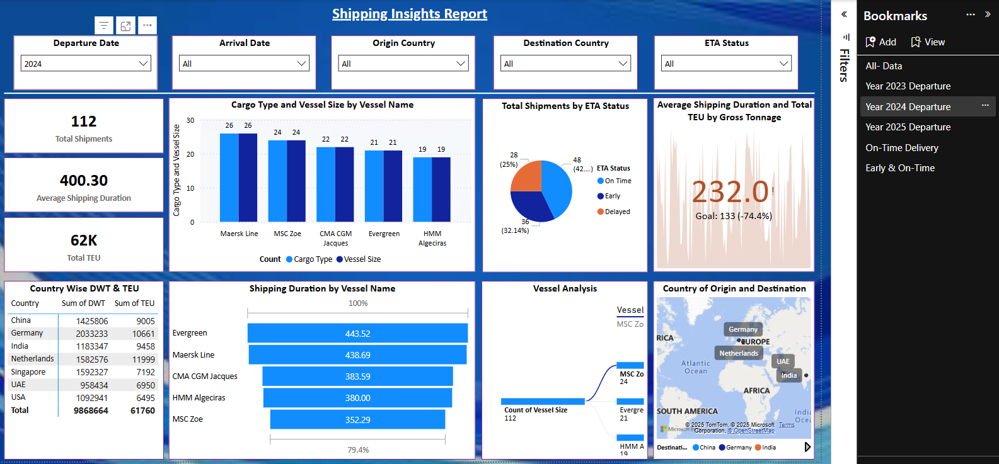 Shipping Insights Report
Departure Date
2024
Arrival Date
All
Origin Country
All
Destination Country
All
ETA Status
All
112
Total Shipments
400.30
Average Shipping Duration
62K
Total TEU
Cargo Type and Vessel Size by Vessel Name
Cargo Type and Vessel Size
30
20
10
0
26 26
24 24
22 22
21 21
19 19
Maersk Line
MSC Zoe
CMA CGM
Jacques
Evergreen
HMM
Algeciras
Count Cargo Type Vessel Size
Total Shipments by ETA Status
28
(25%)
48
(42....)
36
(32.14%)
ETA Status
On Time
Early
Delayed
Average Shipping Duration and Total
TEU by Gross Tonnage
232.0!
Goal: 133 (-74.4%)
Country Wise DWT & TEU
Country Sum of DWT Sum of TEU
China 1425806 9005
Germany 2033233 10661
India 1183347 9458
Netherlands 1582576 11999
Singapore 1592327 7192
UAE 958434 6950
USA 1092941 6495
Total 9868664 61760
Shipping Duration by Vessel Name
100%
Evergreen 443.52
Maersk Line 438.69
CMA CGM Jacques 383.59
HMM Algeciras 380.00
MSC Zoe 352.29
79.4%
Vessel Analysis
Vessel
MSC Zo
Count of Vessel Size
112
MSC Zo
24
Evergre
21
HMM A
19
Country of Origin and Destination
RICA
Germany
EUROPE
Netherlands
Atlantic
Ocean
UAE
India
AFRICA
SOUTH AMERICA
India
Ocea
Microsoft B
© 2025 TomTom, © 2025 Microsoft
Corporation, © OpenStreetMap
Terms
Destinati... China Germany India
Filters
Bookmarks
Add View
All- Data
Year 2023 Departure
Year 2024 Departure
Year 2025 Departure
On-Time Delivery
Early & On-Time